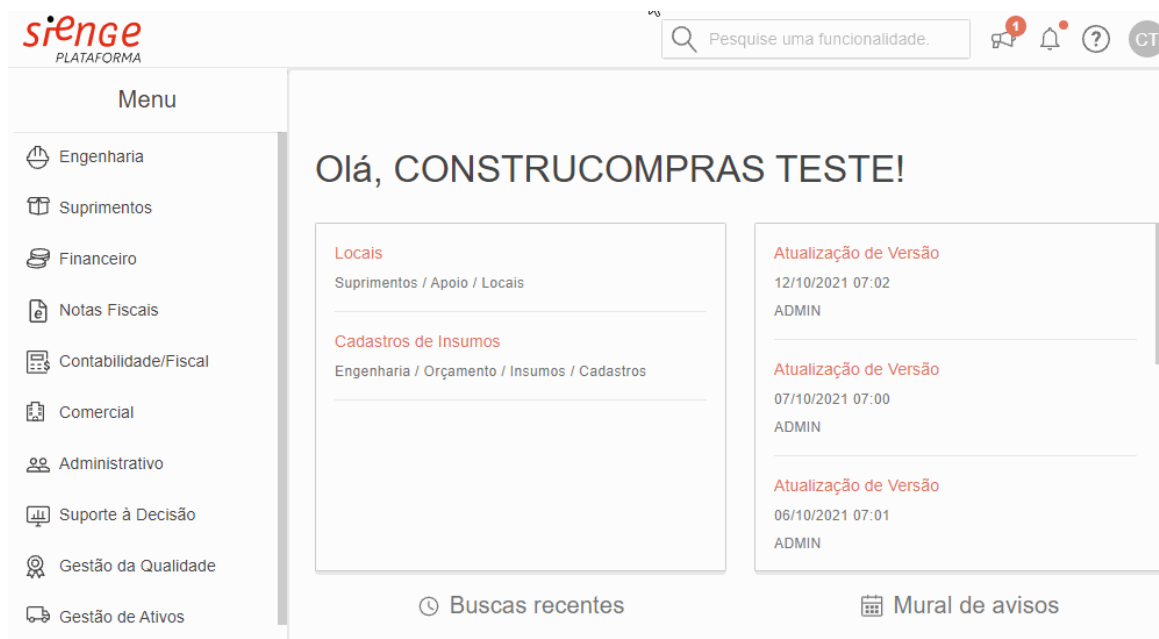 sienge
PLATAFORMA
Pesquise uma funcionalidade.
1
?
CT
Menu
Engenharia
Suprimentos
Financeiro
Notas Fiscais
Contabilidade/Fiscal
Comercial
Administrativo
Suporte à Decisão
Gestão da Qualidade
Gestão de Ativos
Olá, CONSTRUCOMPRAS TESTE!
Locais
Suprimentos / Apoio / Locais
Cadastros de Insumos
Engenharia / Orçamento / Insumos / Cadastros
Buscas recentes
Atualização de Versão
12/10/2021 07:02
ADMIN
Atualização de Versão
07/10/2021 07:00
ADMIN
Atualização de Versão
06/10/2021 07:01
ADMIN
Mural de avisos